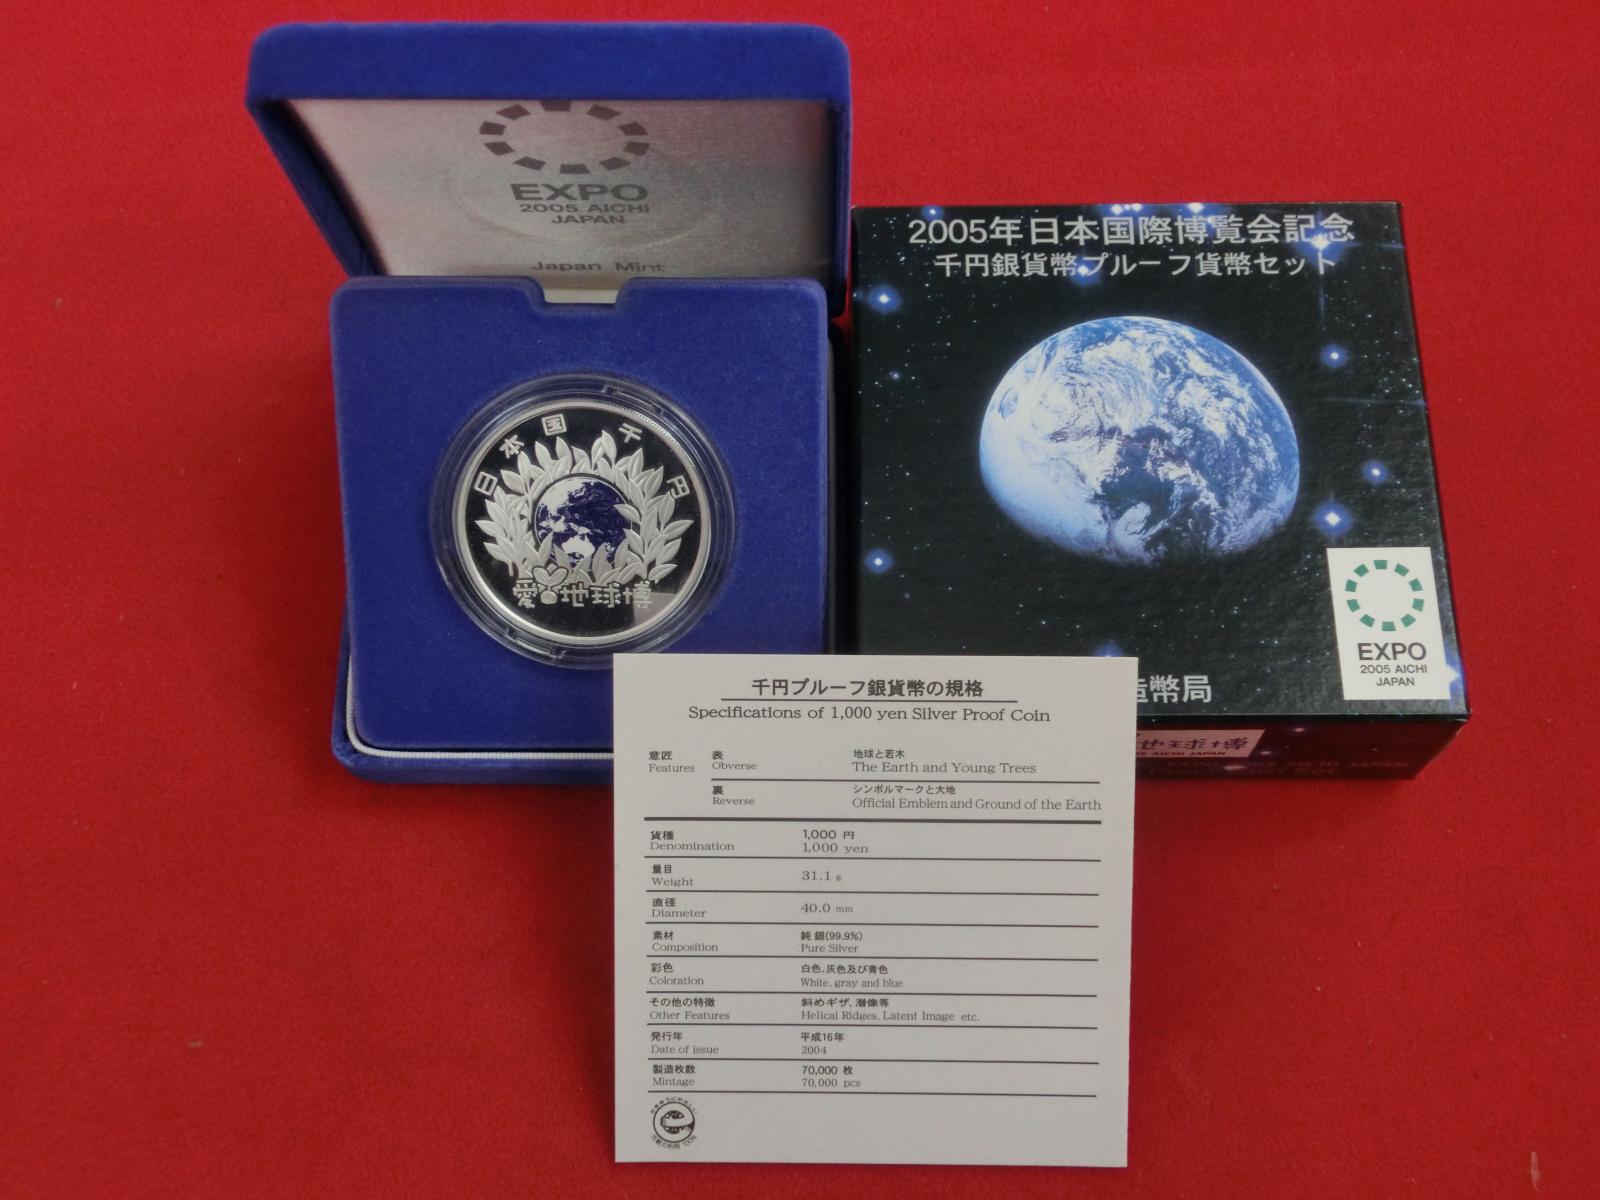 EXPO
2005 AICHI
JAPAN
Japan Mint
日本国 千円
愛 地球博
2005年日本国際博覧会記念
千円銀貨幣プルーフ貨幣セット
EXPO
2005 AICHI
JAPAN
造幣局
地球博
AICHI JAPAN
千円プルーフ銀貨幣の規格
Specifications of 1,000 yen Silver Proof Coin
意匠 表 地球と若木
Features Obverse The Earth and Young Trees
裏 シンボルマークと大地
Reverse Official Emblem and Ground of the Earth
貨種 1,000 円
Denomination 1,000 yen
量目
Weight 31.1 g
直径
Diameter 40.0 mm
素材 純銀(99.9%)
Composition Pure Silver
彩色 白色、灰色及び青色
Coloration White, gray and blue
その他の特徴 斜めギザ、潜像等
Other Features Helical Ridges, Latent Image etc.
発行年 平成16年
Date of issue 2004
製造枚数 70,000 枚
Mintage 70,000 pcs